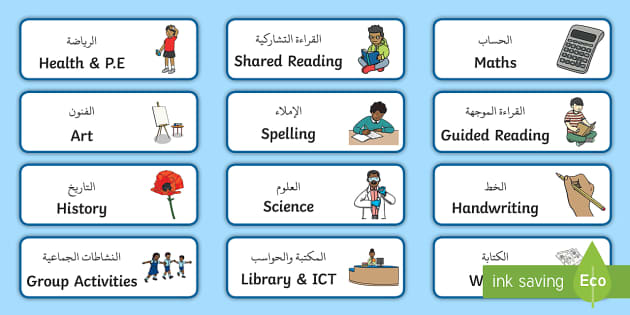 الرياضة
Health & P.E
القراءة التشاركية
Shared Reading
الحساب
Maths
الفنون
Art
الإملاء
Spelling
القراءة الموجهة
Guided Reading
التاريخ
History
العلوم
Science
الخط
Handwriting
النشاطات الجماعية
Group Activities
المكتبة والحواسب
Library & ICT
الكتابة
ink saving
Eco